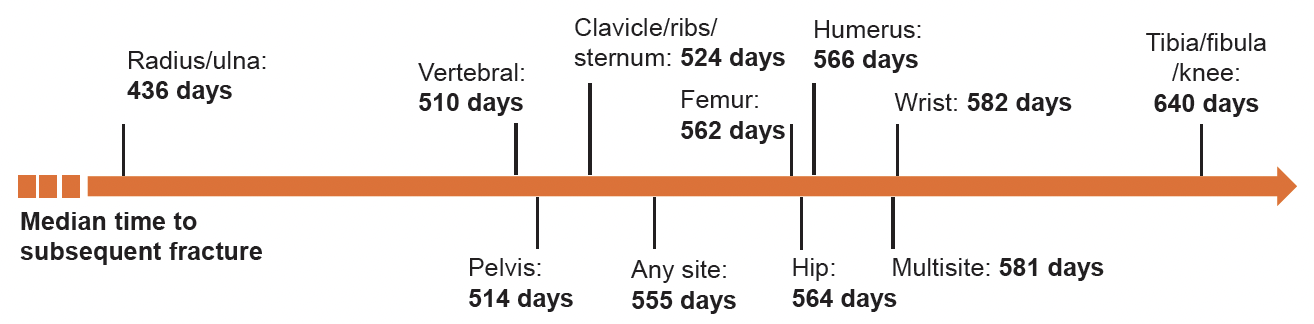 Radius/ulna:
436 days
Vertebral:
510 days
Clavicle/ribs/
sternum: 524 days
Femur:
562 days
Humerus:
566 days
Wrist: 582 days
Tibia/fibula
/knee:
640 days
Median time to
subsequent fracture
Pelvis:
514 days
Any site:
555 days
Hip:
564 days
Multisite: 581 days